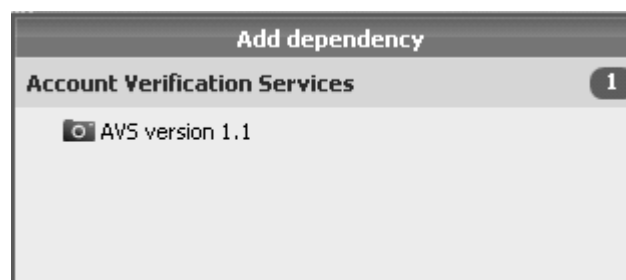 Add dependency
Account Verification Services 1
AVS version 1.1